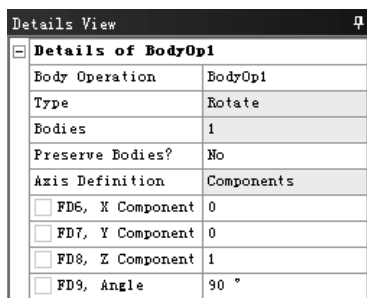 Details View
Details of BodyOp1
Body Operation BodyOp1
Type Rotate
Bodies 1
Preserve Bodies? No
Axis Definition Components
FD6, X Component 0
FD7, Y Component 0
FD8, Z Component 1
FD9, Angle 90 °